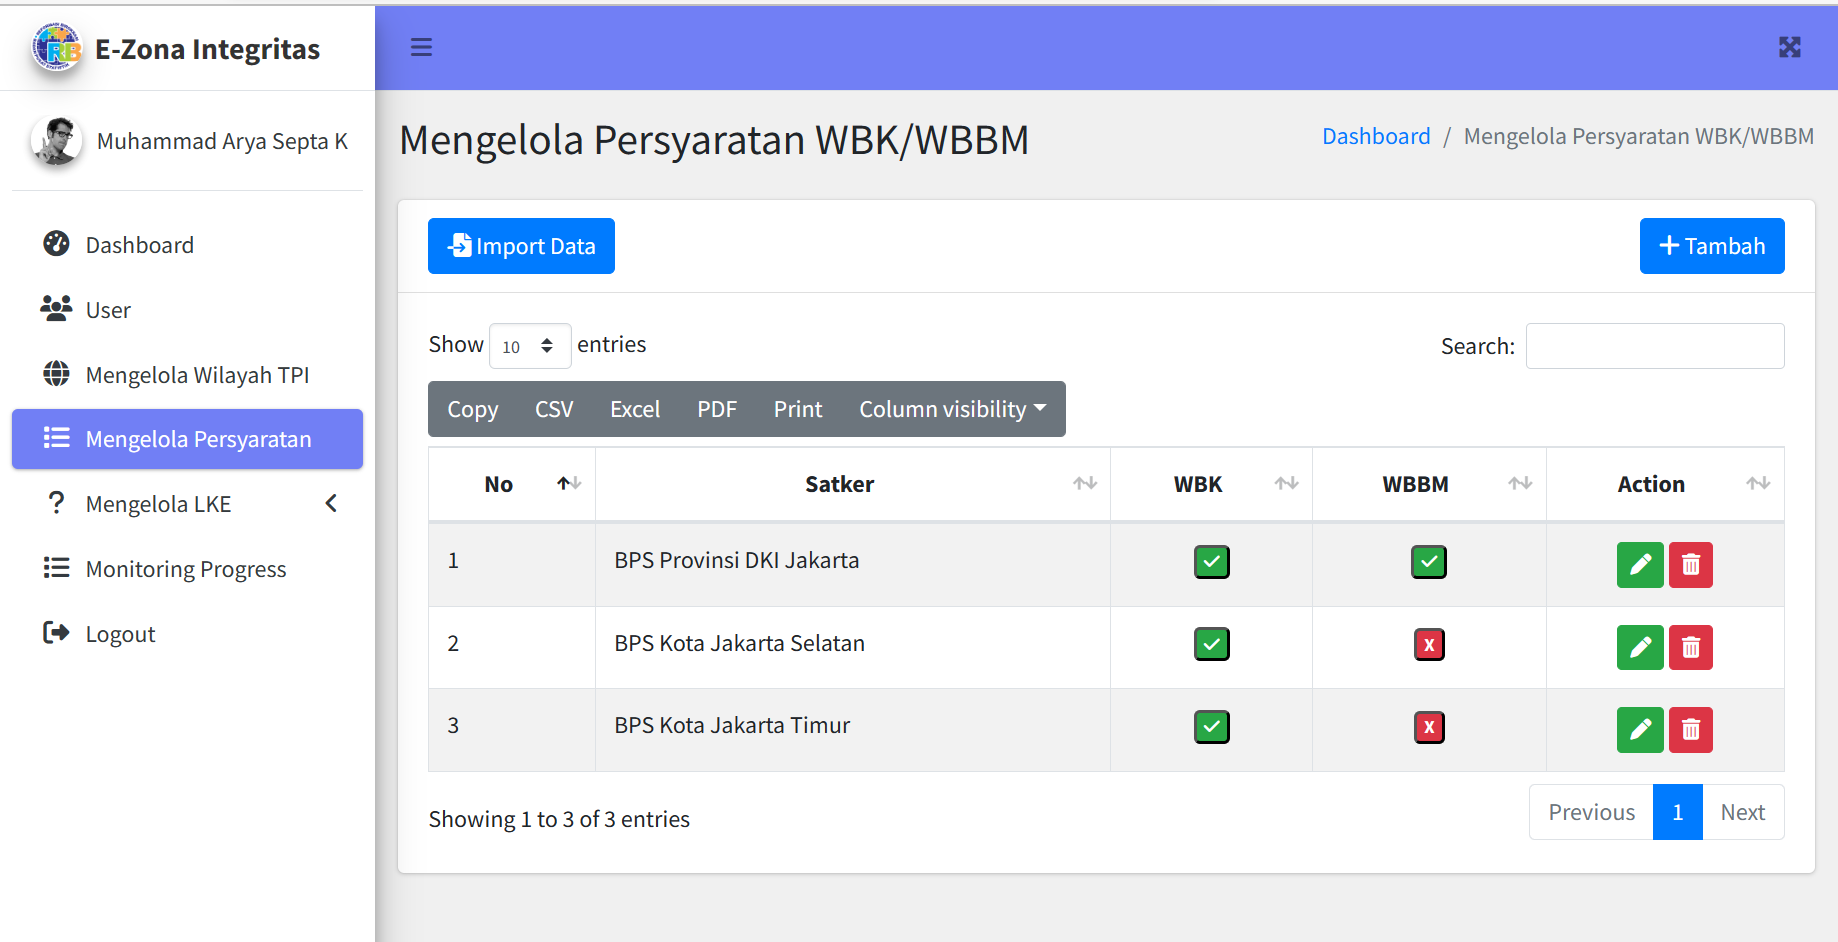 E-Zona Integritas
Muhammad Arya Septa K
Dashboard
User
Mengelola Wilayah TPI
Mengelola Persyaratan
Mengelola LKE
Monitoring Progress
Logout
Mengelola Persyaratan WBK/WBBM
Dashboard / Mengelola Persyaratan WBK/WBBM
Import Data
Tambah
Show 10 entries
Search:
Copy CSV Excel PDF Print Column visibility
No Satker WBK WBBM Action
1 BPS Provinsi DKI Jakarta
2 BPS Kota Jakarta Selatan X
3 BPS Kota Jakarta Timur X
Showing 1 to 3 of 3 entries
Previous 1 Next